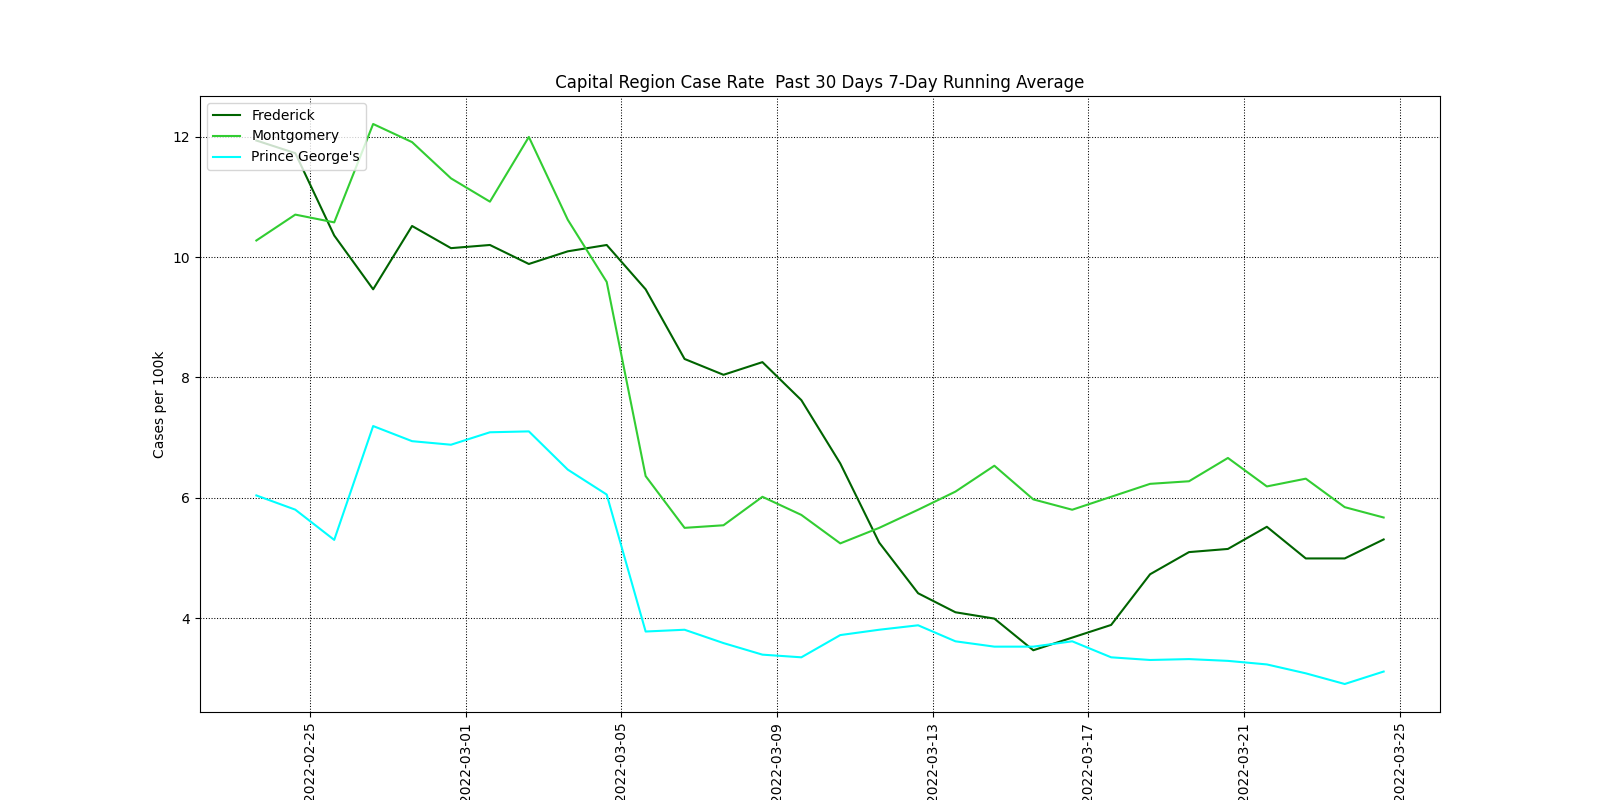 Capital Region Case Rate  Past 30 Days 7-Day Running Average
Frederick
Montgomery
Prince George's
12
10
8
6
4
Cases per 100k
2022-02-25
2022-03-01
2022-03-05
2022-03-09
2022-03-13
2022-03-17
2022-03-21
2022-03-25